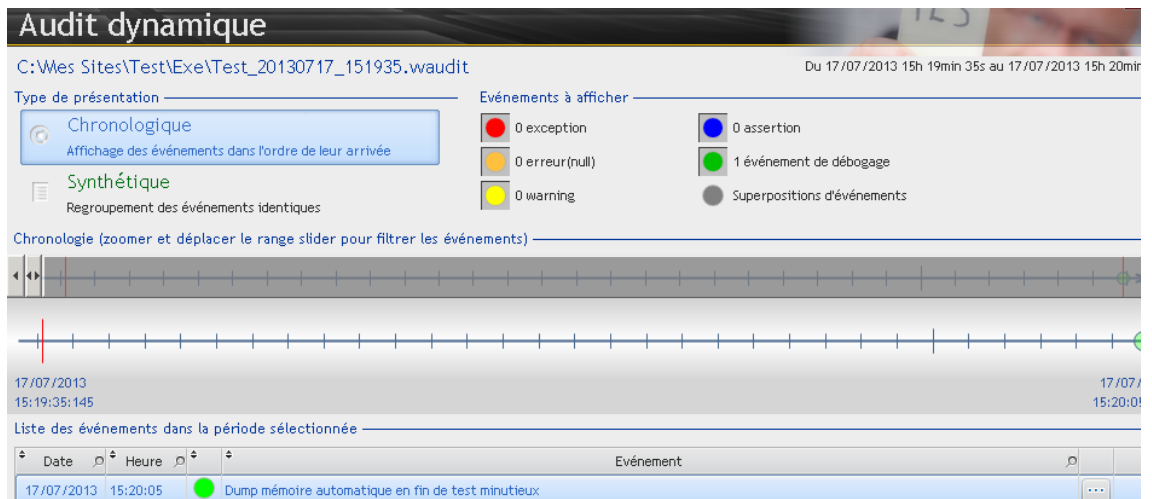 Audit dynamique
C:\Mes Sites\Test\Exe\Test_20130717_151935.waudit
Du 17/07/2013 15h 19min 35s au 17/07/2013 15h 20min
Type de présentation
Evénements à afficher
Chronologique
Affichage des événements dans l'ordre de leur arrivée
Synthétique
Regroupement des événements identiques
0 exception
0 assertion
0 erreur(null)
1 événement de débogage
0 warning
Superpositions d'événements
Chronologie (zoomer et déplacer le range slider pour filtrer les événements)
17/07/2013
15:19:35:145
17/07/
15:20:05
Liste des événements dans la période sélectionnée
Date Heure Evénement
17/07/2013 15:20:05 Dump mémoire automatique en fin de test minutieux ...